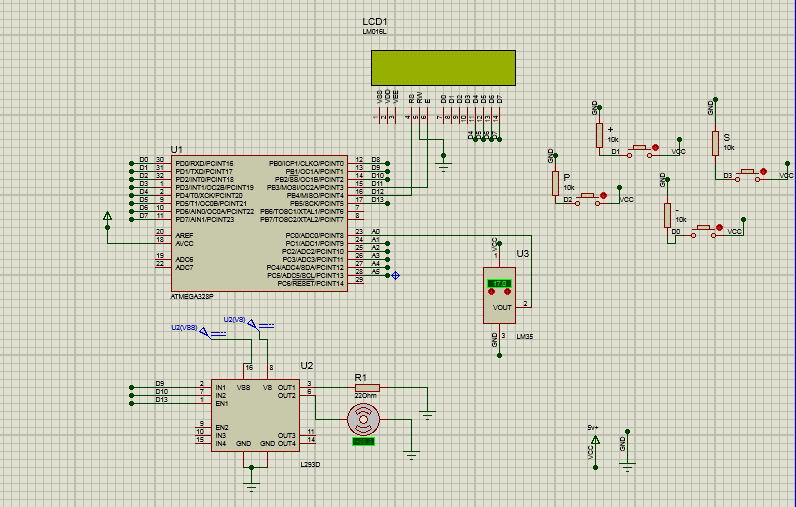 LCD1
LM016L
VSS
VDD
VEE
RS
RW
E
D0
D1
D2
D3
D4
D5
D6
D7
1
2
3
4
5
6
7
8
9
10
11
12
13
14
D4
D5
D6
D7
U1
D0 30 PD0/RXD/PCINT16 PB0/ICP1/CLKO/PCINT0 12 D8
D1 31 PD1/TXD/PCINT17 PB1/OC1A/PCINT1 13 D9
D2 32 PD2/INT0/PCINT18 PB2/SS/OC1B/PCINT2 14 D10
D3 1 PD3/INT1/OC2B/PCINT19 PB3/MOSI/OC2A/PCINT3 15 D11
D4 2 PD4/T0/XCK/PCINT20 PB4/MISO/PCINT4 16 D12
D5 9 PD5/T1/OC0B/PCINT21 PB5/SCK/PCINT5 17 D13
D6 10 PD6/AIN0/OC0A/PCINT22 PB6/TOSC1/XTAL1/PCINT6 7
D7 11 PD7/AIN1/PCINT23 PB7/TOSC2/XTAL2/PCINT7 8
20 AREF PC0/ADC0/PCINT8 23 A0
18 AVCC PC1/ADC1/PCINT9 24 A1
PC2/ADC2/PCINT10 25 A2
19 ADC6 PC3/ADC3/PCINT11 26 A3
22 ADC7 PC4/ADC4/SDA/PCINT12 27 A4
PC5/ADC5/SCL/PCINT13 28 A5
PC6/RESET/PCINT14 29
ATMEGA328P
GND
+
10k
D1
VCC
GND
S
10k
D3
VCC
GND
P
10k
D2
VCC
GND
-
10k
D0
VCC
VCC
1
U3
17.0
VOUT 2
GND
3
LM35
U2(VSS)
U2(VS)
U2
16 8
D9 2 IN1 VSS VS OUT1 3
D10 7 IN2 OUT2 6
D13 1 EN1
9 EN2
10 IN3 OUT3 11
15 IN4 GND GND OUT4 14
L293D
R1
22Ohm
5v+
VCC
GND